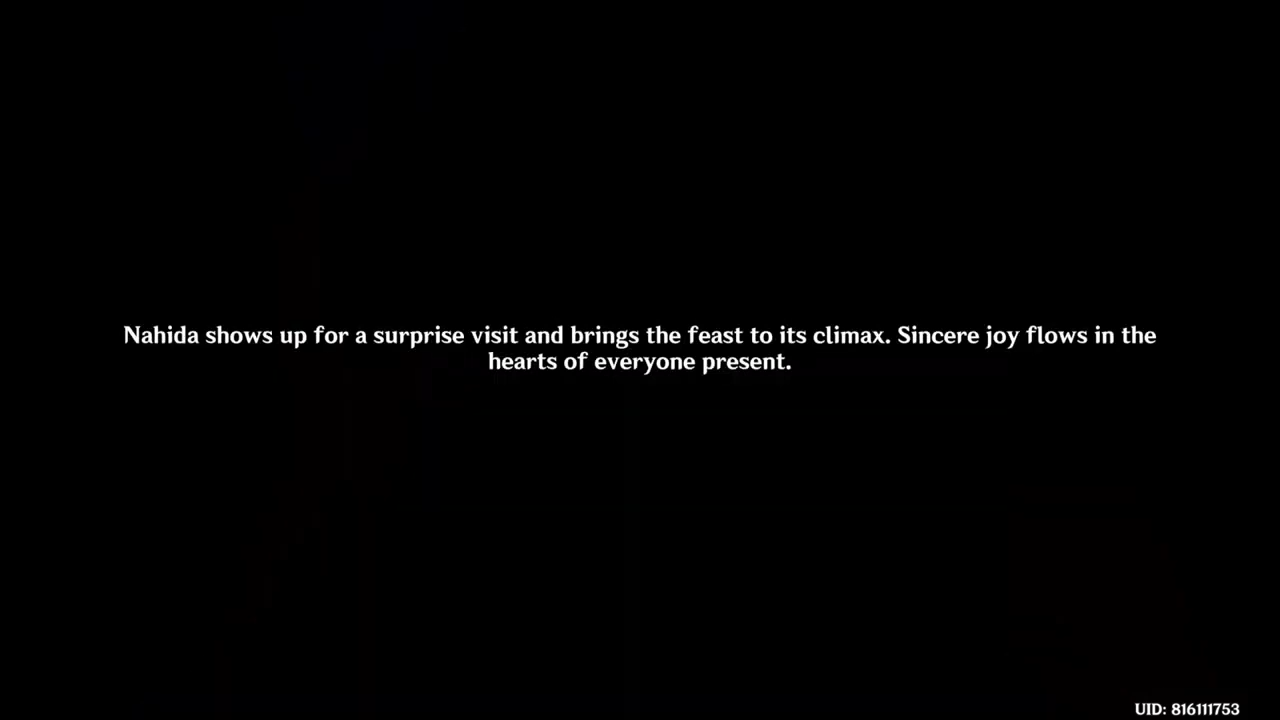 Nahida shows up for a surprise visit and brings the feast to its climax. Sincere joy flows in the
hearts of everyone present.
UID: 816111753